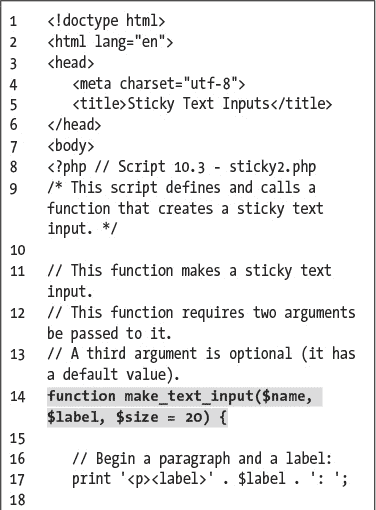 1 <!doctype html>
2 <html lang="en">
3 <head>
4 <meta charset="utf-8">
5 <title>Sticky Text Inputs</title>
6 </head>
7 <body>
8 <?php // Script 10.3 - sticky2.php
9 /* This script defines and calls a
function that creates a sticky text
input. */
10
11 // This function makes a sticky text
input.
12 // This function requires two arguments
be passed to it.
13 // A third argument is optional (it has
a default value).
14 function make_text_input($name,
$label, $size = 20) {
15
16 // Begin a paragraph and a label:
17 print '<p><label>' . $label . ': ';
18